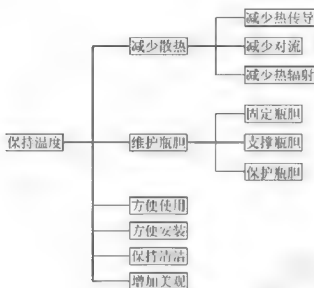 保持温度
减少散热
减少热传导
减少对流
减少热辐射
维护瓶胆
固定瓶胆
支撑瓶胆
保护瓶胆
方便使用
方便安装
保持清洁
增加美观